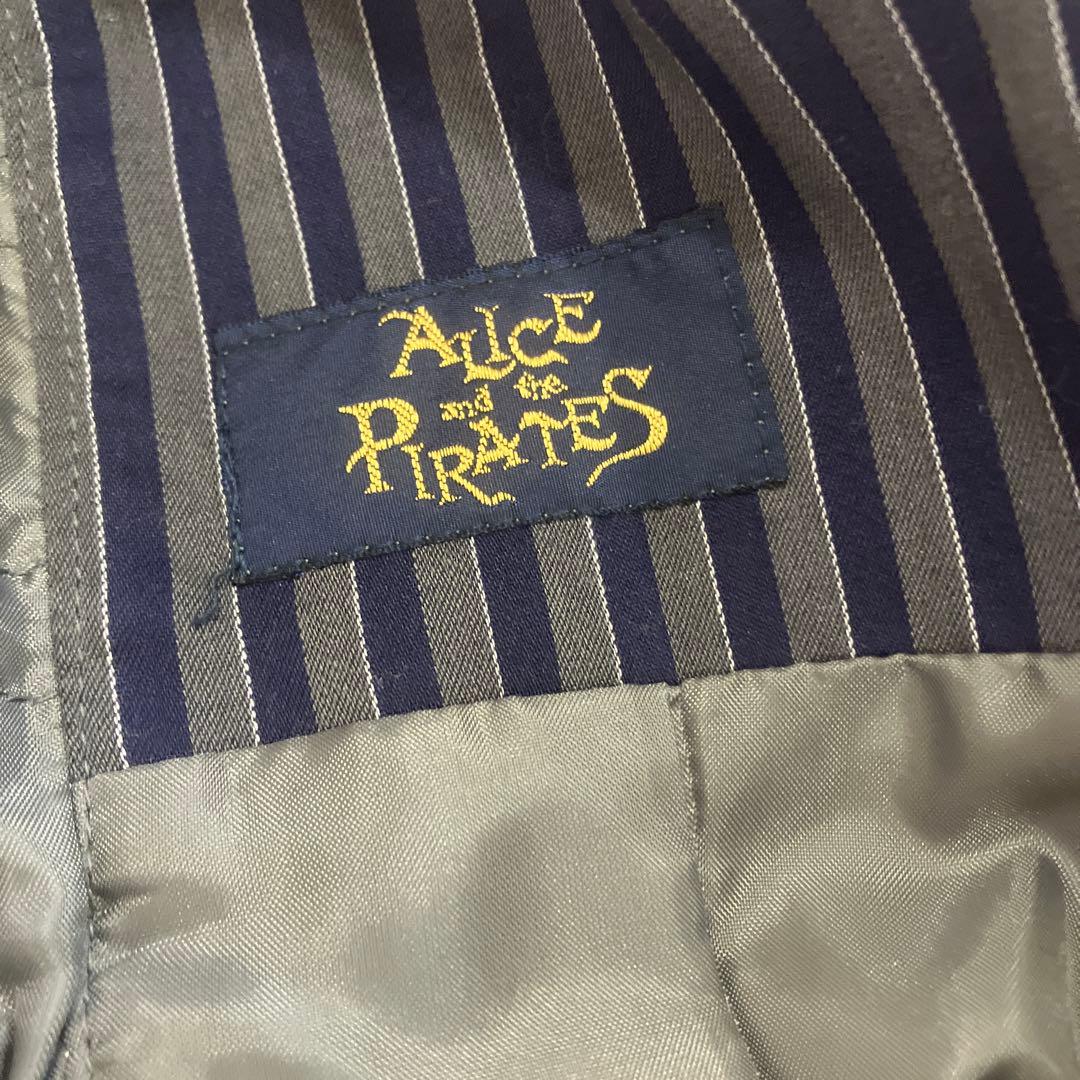 ALICE
and the
PIRATES